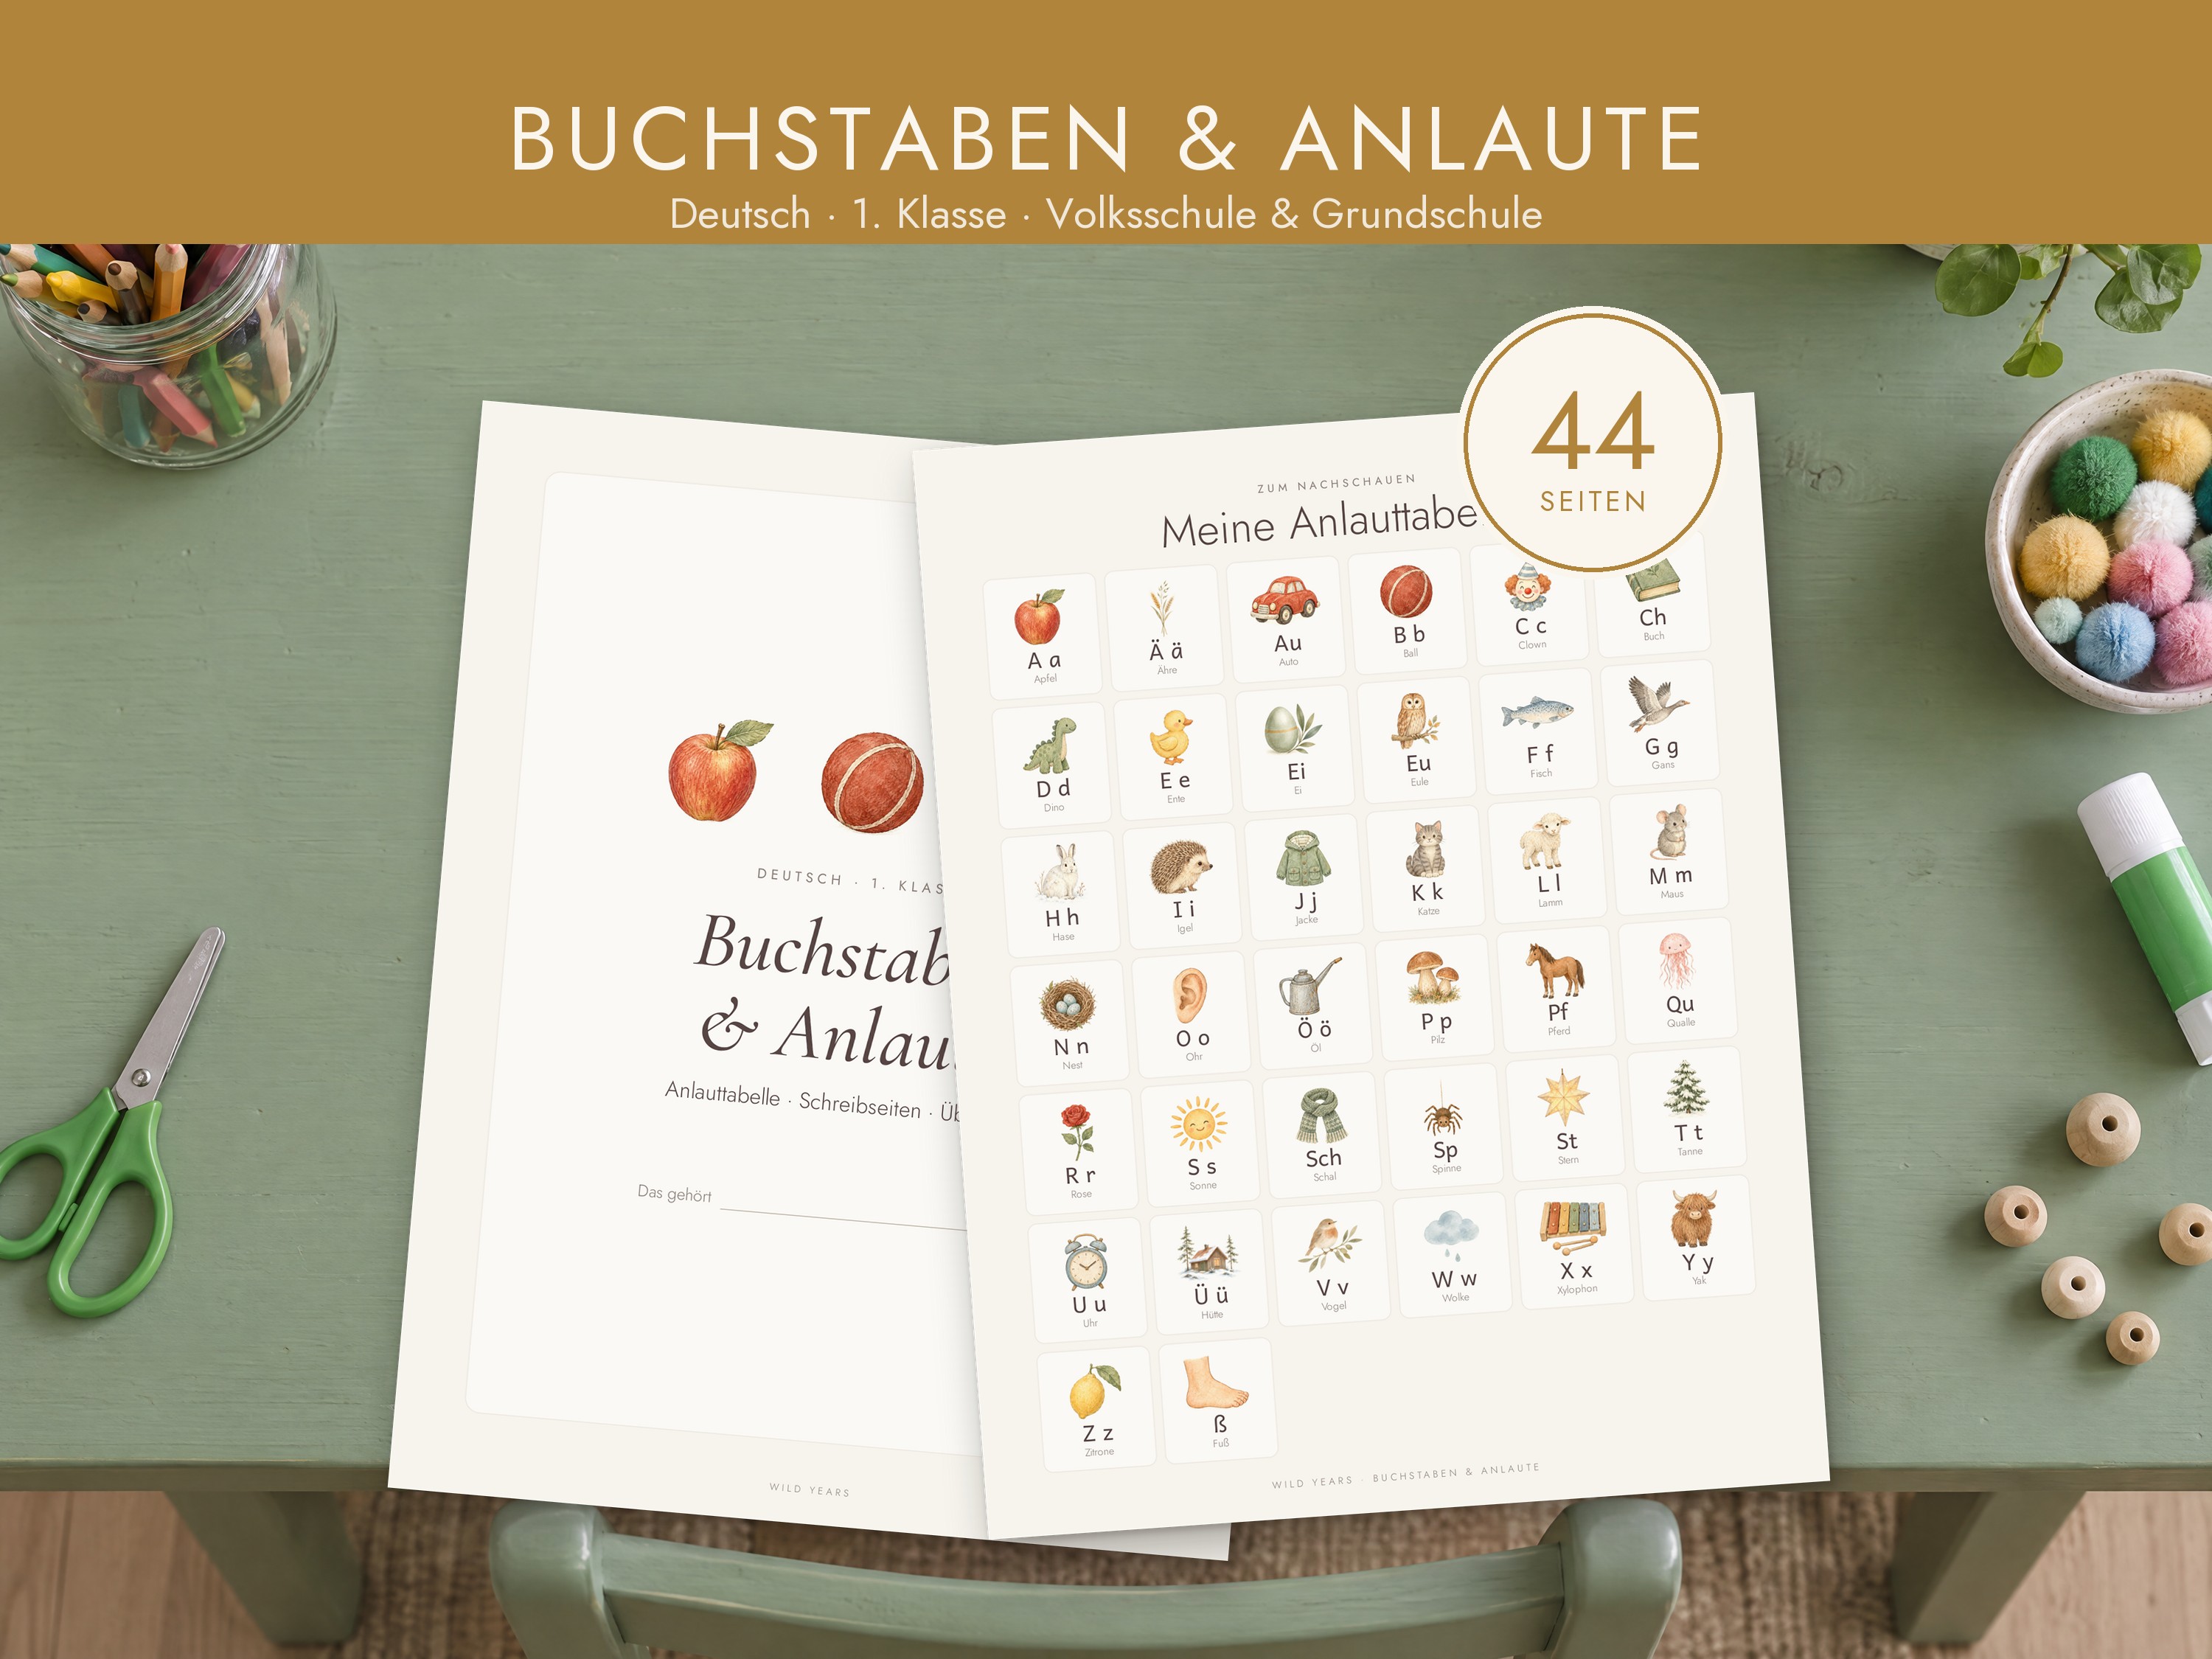 BUCHSTABEN & ANLAUTE
Deutsch · 1. Klasse · Volksschule & Grundschule
44
SEITEN
DEUTSCH · 1. KLAS
Buchstab
& Anlau
Anlauttabelle · Schreibseiten · Üb
Das gehört
WILD YEARS
ZUM NACHSCHAUEN
Meine Anlauttabe
A a
Apfel
Ä ä
Ähre
Au
Auto
B b
Ball
C c
Clown
Ch
Buch
D d
Dino
E e
Ente
Ei
Ei
Eu
Eule
F f
Fisch
G g
Gans
H h
Hase
I i
Igel
J j
Jacke
K k
Katze
L l
Lamm
M m
Maus
N n
Nest
O o
Ohr
Ö ö
Öl
P p
Pilz
Pf
Pferd
Qu
Qualle
R r
Rose
S s
Sonne
Sch
Schal
Sp
Spinne
St
Stern
T t
Tanne
U u
Uhr
Ü ü
Hütte
V v
Vogel
W w
Wolke
X x
Xylophon
Y y
Yak
Z z
Zitrone
ß
Fuß
WILD YEARS · BUCHSTABEN & ANLAUTE